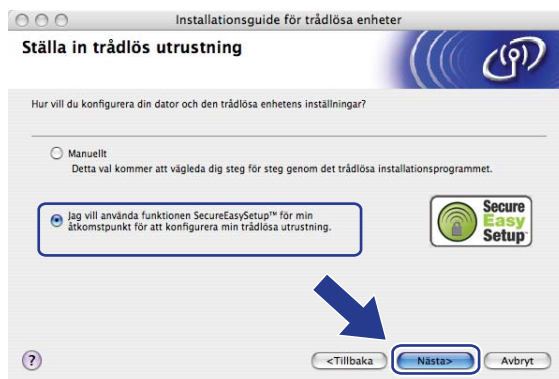 Installationsguide för trådlösa enheter
Ställa in trådlös utrustning
Hur vill du konfigurera din dator och den trådlösa enhetens inställningar?
Manuellt
Detta val kommer att vägleda dig steg för steg genom det trådlösa installationsprogrammet.
Jag vill använda funktionen SecureEasySetup™ för min
åtkomstpunkt för att konfigurera min trådlösa utrustning.
Secure
Easy
Setup
?
<Tillbaka
Nästa>
Avbryt